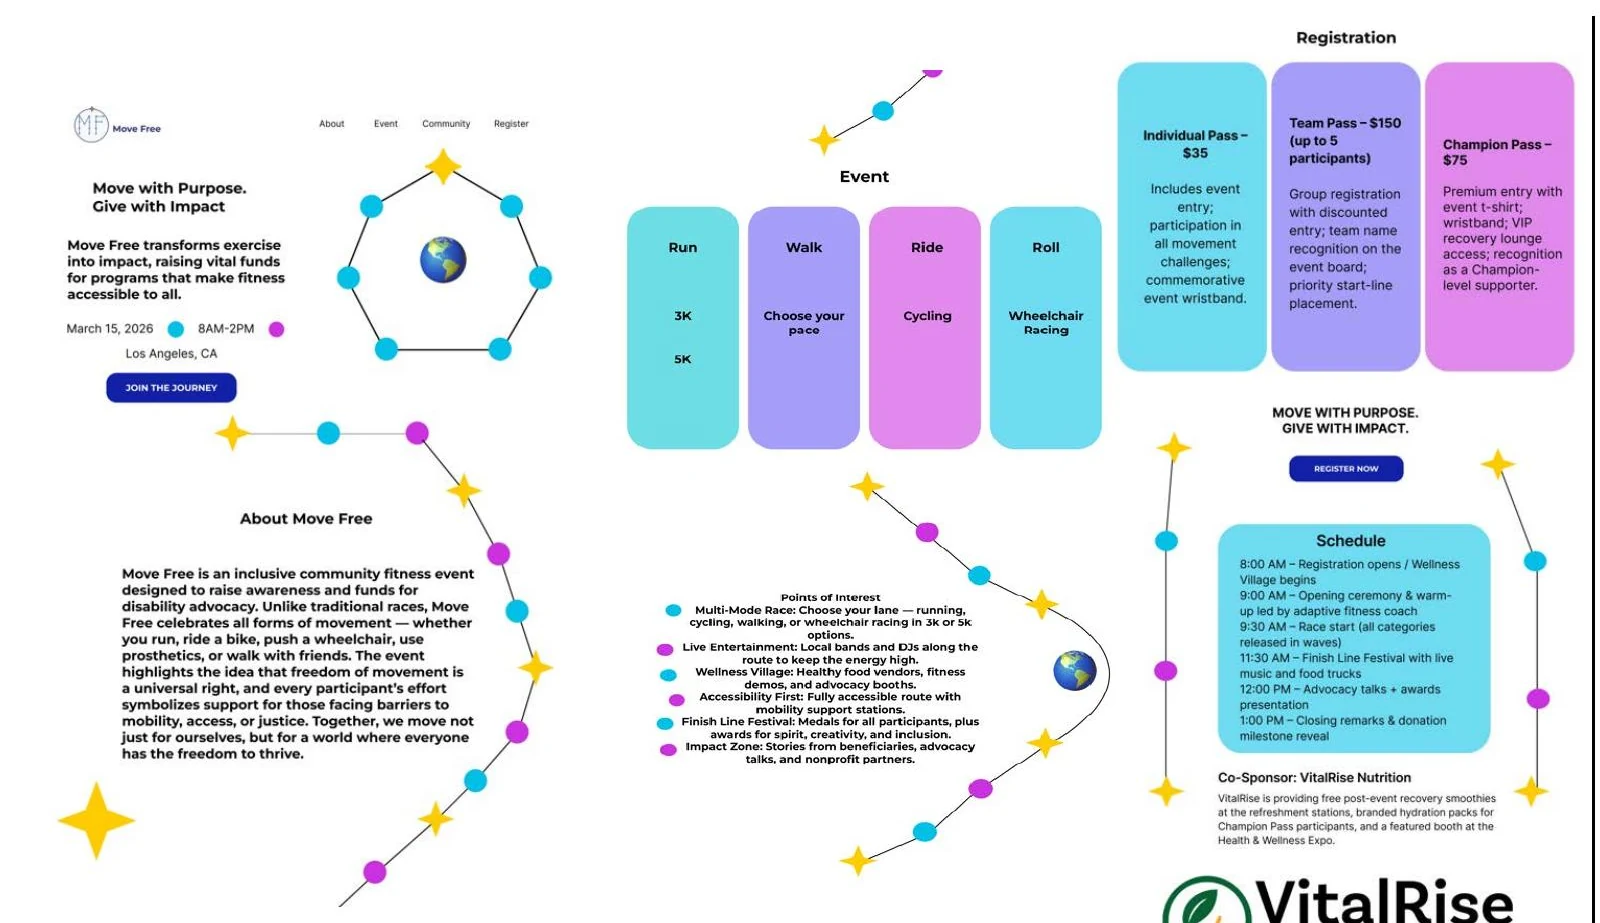 MF Move Free
About Event Community Register
Move with Purpose.
Give with Impact
Move Free transforms exercise
into impact, raising vital funds
for programs that make fitness
accessible to all.
March 15, 2026 8AM-2PM
Los Angeles, CA
JOIN THE JOURNEY
About Move Free
Move Free is an inclusive community fitness event
designed to raise awareness and funds for
disability advocacy. Unlike traditional races, Move
Free celebrates all forms of movement — whether
you run, ride a bike, push a wheelchair, use
prosthetics, or walk with friends. The event
highlights the idea that freedom of movement is
a universal right, and every participant's effort
symbolizes support for those facing barriers to
mobility, access, or justice. Together, we move not
just for ourselves, but for a world where everyone
has the freedom to thrive.
Event
Run
3K
5K
Walk
Choose your
pace
Ride
Cycling
Roll
Wheelchair
Racing
Points of Interest
Multi-Mode Race: Choose your lane — running,
cycling, walking, or wheelchair racing in 3k or 5k
options.
Live Entertainment: Local bands and DJs along the
route to keep the energy high.
Wellness Village: Healthy food vendors, fitness
demos, and advocacy booths.
Accessibility First: Fully accessible route with
mobility support stations.
Finish Line Festival: Medals for all participants, plus
awards for spirit, creativity, and inclusion.
Impact Zone: Stories from beneficiaries, advocacy
talks, and nonprofit partners.
Registration
Individual Pass –
$35
Includes event
entry;
participation in
all movement
challenges;
commemorative
event wristband.
Team Pass – $150
(up to 5
participants)
Group registration
with discounted
entry; team name
recognition on the
event board;
priority start-line
placement.
Champion Pass –
$75
Premium entry with
event t-shirt;
wristband; VIP
recovery lounge
access; recognition
as a Champion-
level supporter.
MOVE WITH PURPOSE.
GIVE WITH IMPACT.
REGISTER NOW
Schedule
8:00 AM – Registration opens / Wellness
Village begins
9:00 AM – Opening ceremony & warm-
up led by adaptive fitness coach
9:30 AM – Race start (all categories
released in waves)
11:30 AM – Finish Line Festival with live
music and food trucks
12:00 PM – Advocacy talks + awards
presentation
1:00 PM – Closing remarks & donation
milestone reveal
Co-Sponsor: VitalRise Nutrition
VitalRise is providing free post-event recovery smoothies
at the refreshment stations, branded hydration packs for
Champion Pass participants, and a featured booth at the
Health & Wellness Expo.
VitalRise